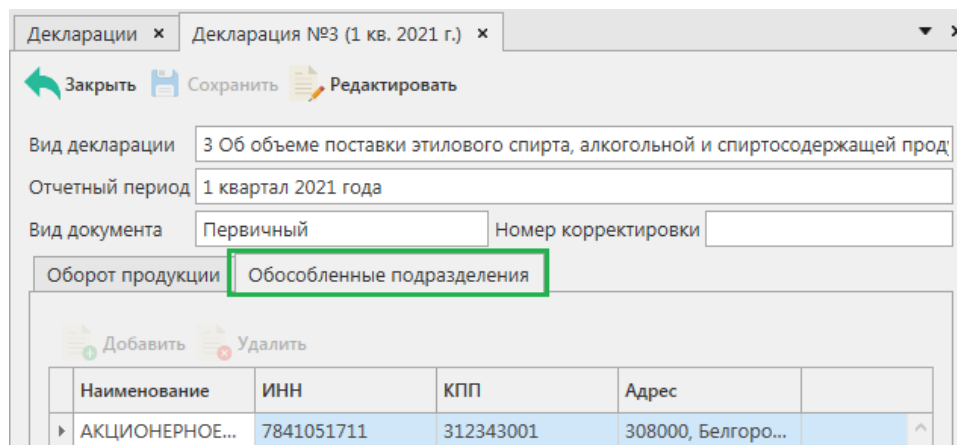 Декларации × Декларация №3 (1 кв. 2021 г.) ×
Закрыть Сохранить Редактировать
Вид декларации 3 Об объеме поставки этилового спирта, алкогольной и спиртосодержащей прод
Отчетный период 1 квартал 2021 года
Вид документа Первичный Номер корректировки
Оборот продукции Обособленные подразделения
Добавить Удалить
Наименование ИНН КПП Адрес
АКЦИОНЕРНОЕ... 7841051711 312343001 308000, Белгоро...